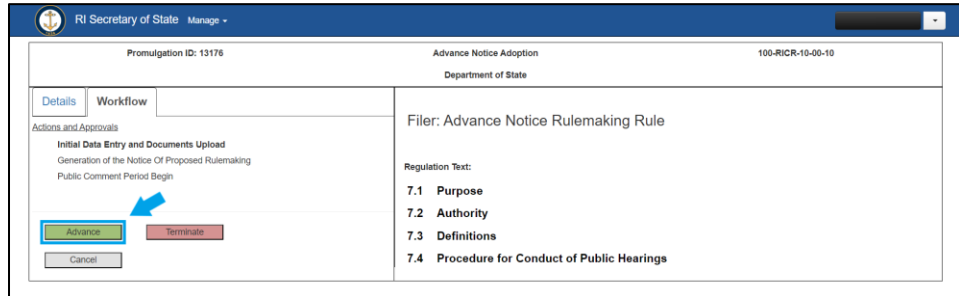 RI Secretary of State Manage
Promulgation ID: 13176 Advance Notice Adoption 100-RICR-10-00-10
Department of State
Details Workflow
Actions and Approvals
Initial Data Entry and Documents Upload
Generation of the Notice Of Proposed Rulemaking
Public Comment Period Begin
Advance Terminate
Cancel
Filer: Advance Notice Rulemaking Rule
Regulation Text:
7.1 Purpose
7.2 Authority
7.3 Definitions
7.4 Procedure for Conduct of Public Hearings